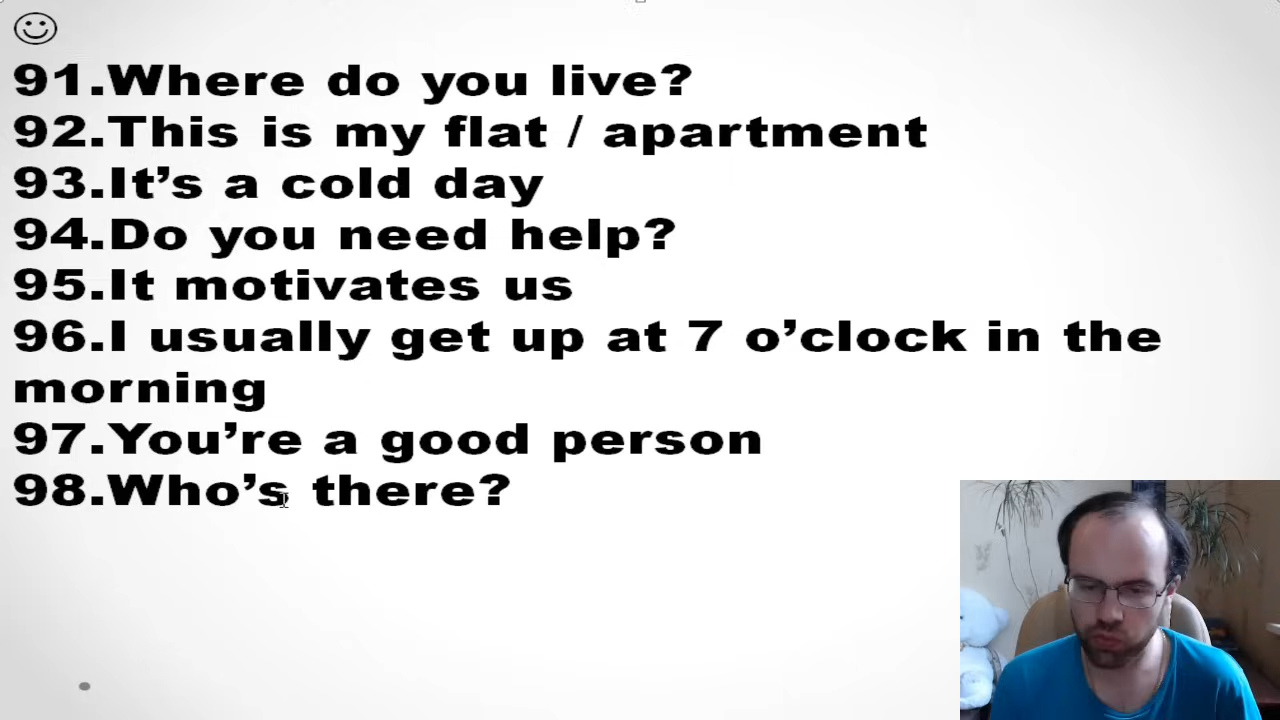 91.Where do you live?
92.This is my flat / apartment
93.It’s a cold day
94.Do you need help?
95.It motivates us
96.I usually get up at 7 o’clock in the
morning
97.You’re a good person
98.Who’s there?